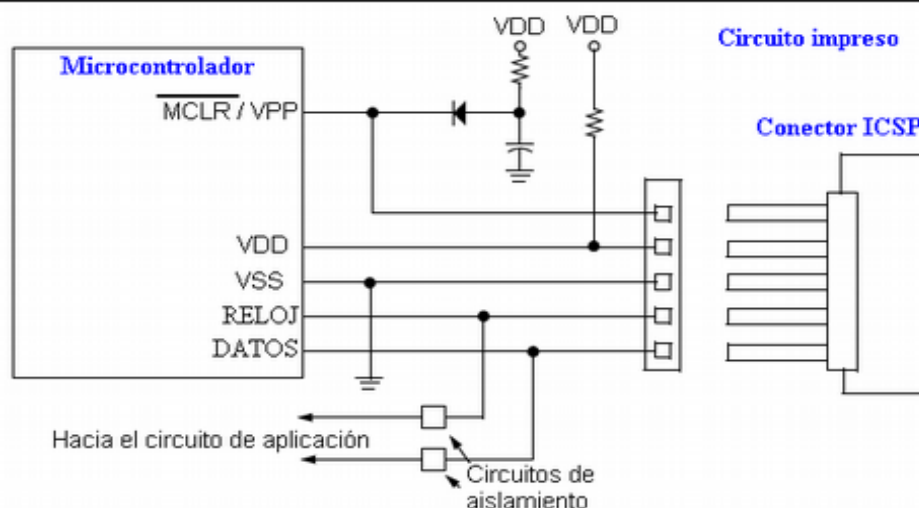 VDD
VDD
Circuito impreso
Microcontrolador
MCLR / VPP
Conector ICSP
VDD
VSS
RELOJ
DATOS
Hacia el circuito de aplicación
Circuitos de
aislamiento